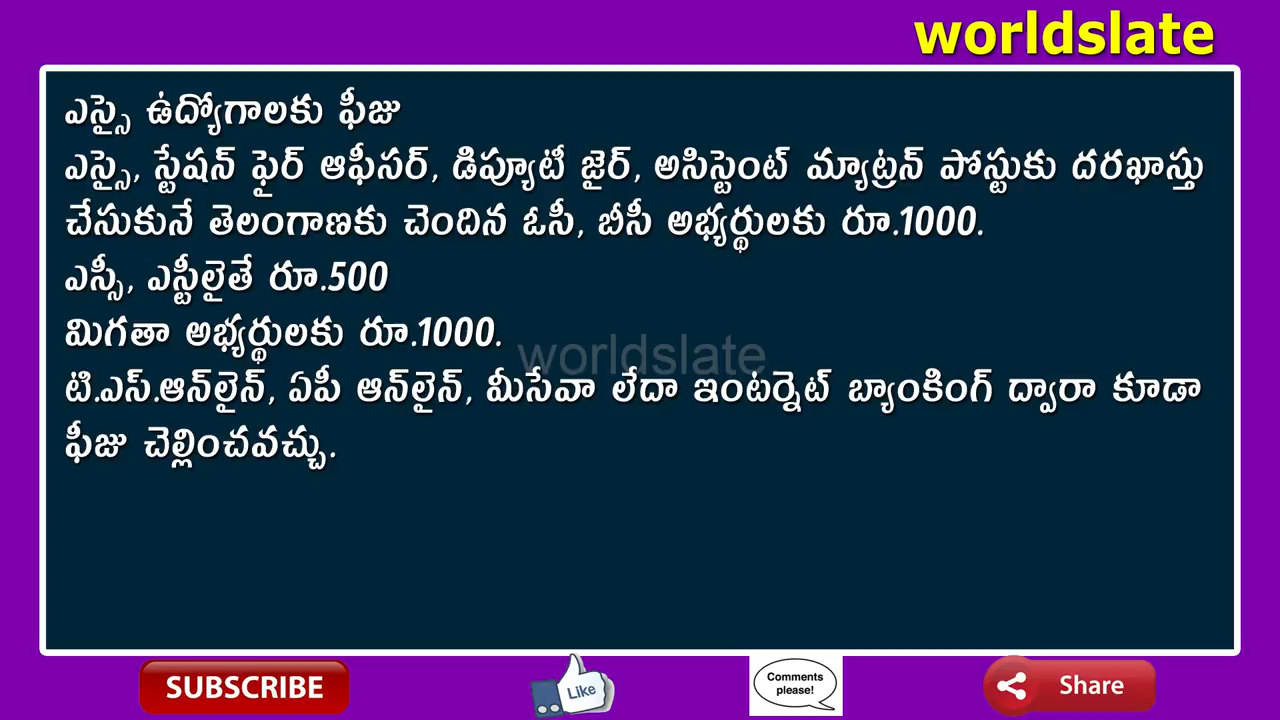 worldslate
ఎస్సై ఉద్యోగాలకు ఫీజు
ఎస్సై, స్టేషన్ ఫైర్ ఆఫీసర్, డిప్యూటీ జైర్, అసిస్టెంట్ మ్యాట్రన్ పోస్టుకు దరఖాస్తు
చేసుకునే తెలంగాణకు చెందిన ఓసీ, బీసీ అభ్యర్థులకు రూ.1000.
ఎస్సీ, ఎస్టీలైతే రూ.500
మిగతా అభ్యర్థులకు రూ.1000.
worldslate
టి.ఎస్.ఆన్‌లైన్, ఏపీ ఆన్‌లైన్, మీసేవా లేదా ఇంటర్నెట్ బ్యాంకింగ్ ద్వారా కూడా
ఫీజు చెల్లించవచ్చు.
SUBSCRIBE
Like
Comments
please!
Share